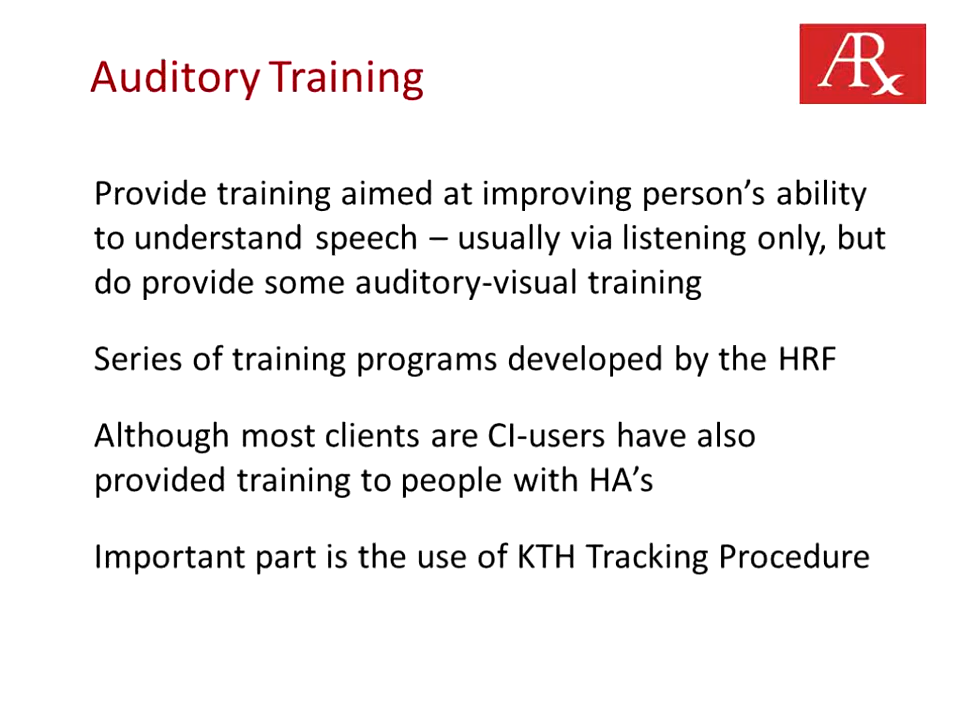 Auditory Training
ARx
Provide training aimed at improving person’s ability
to understand speech – usually via listening only, but
do provide some auditory-visual training
Series of training programs developed by the HRF
Although most clients are CI-users have also
provided training to people with HA’s
Important part is the use of KTH Tracking Procedure